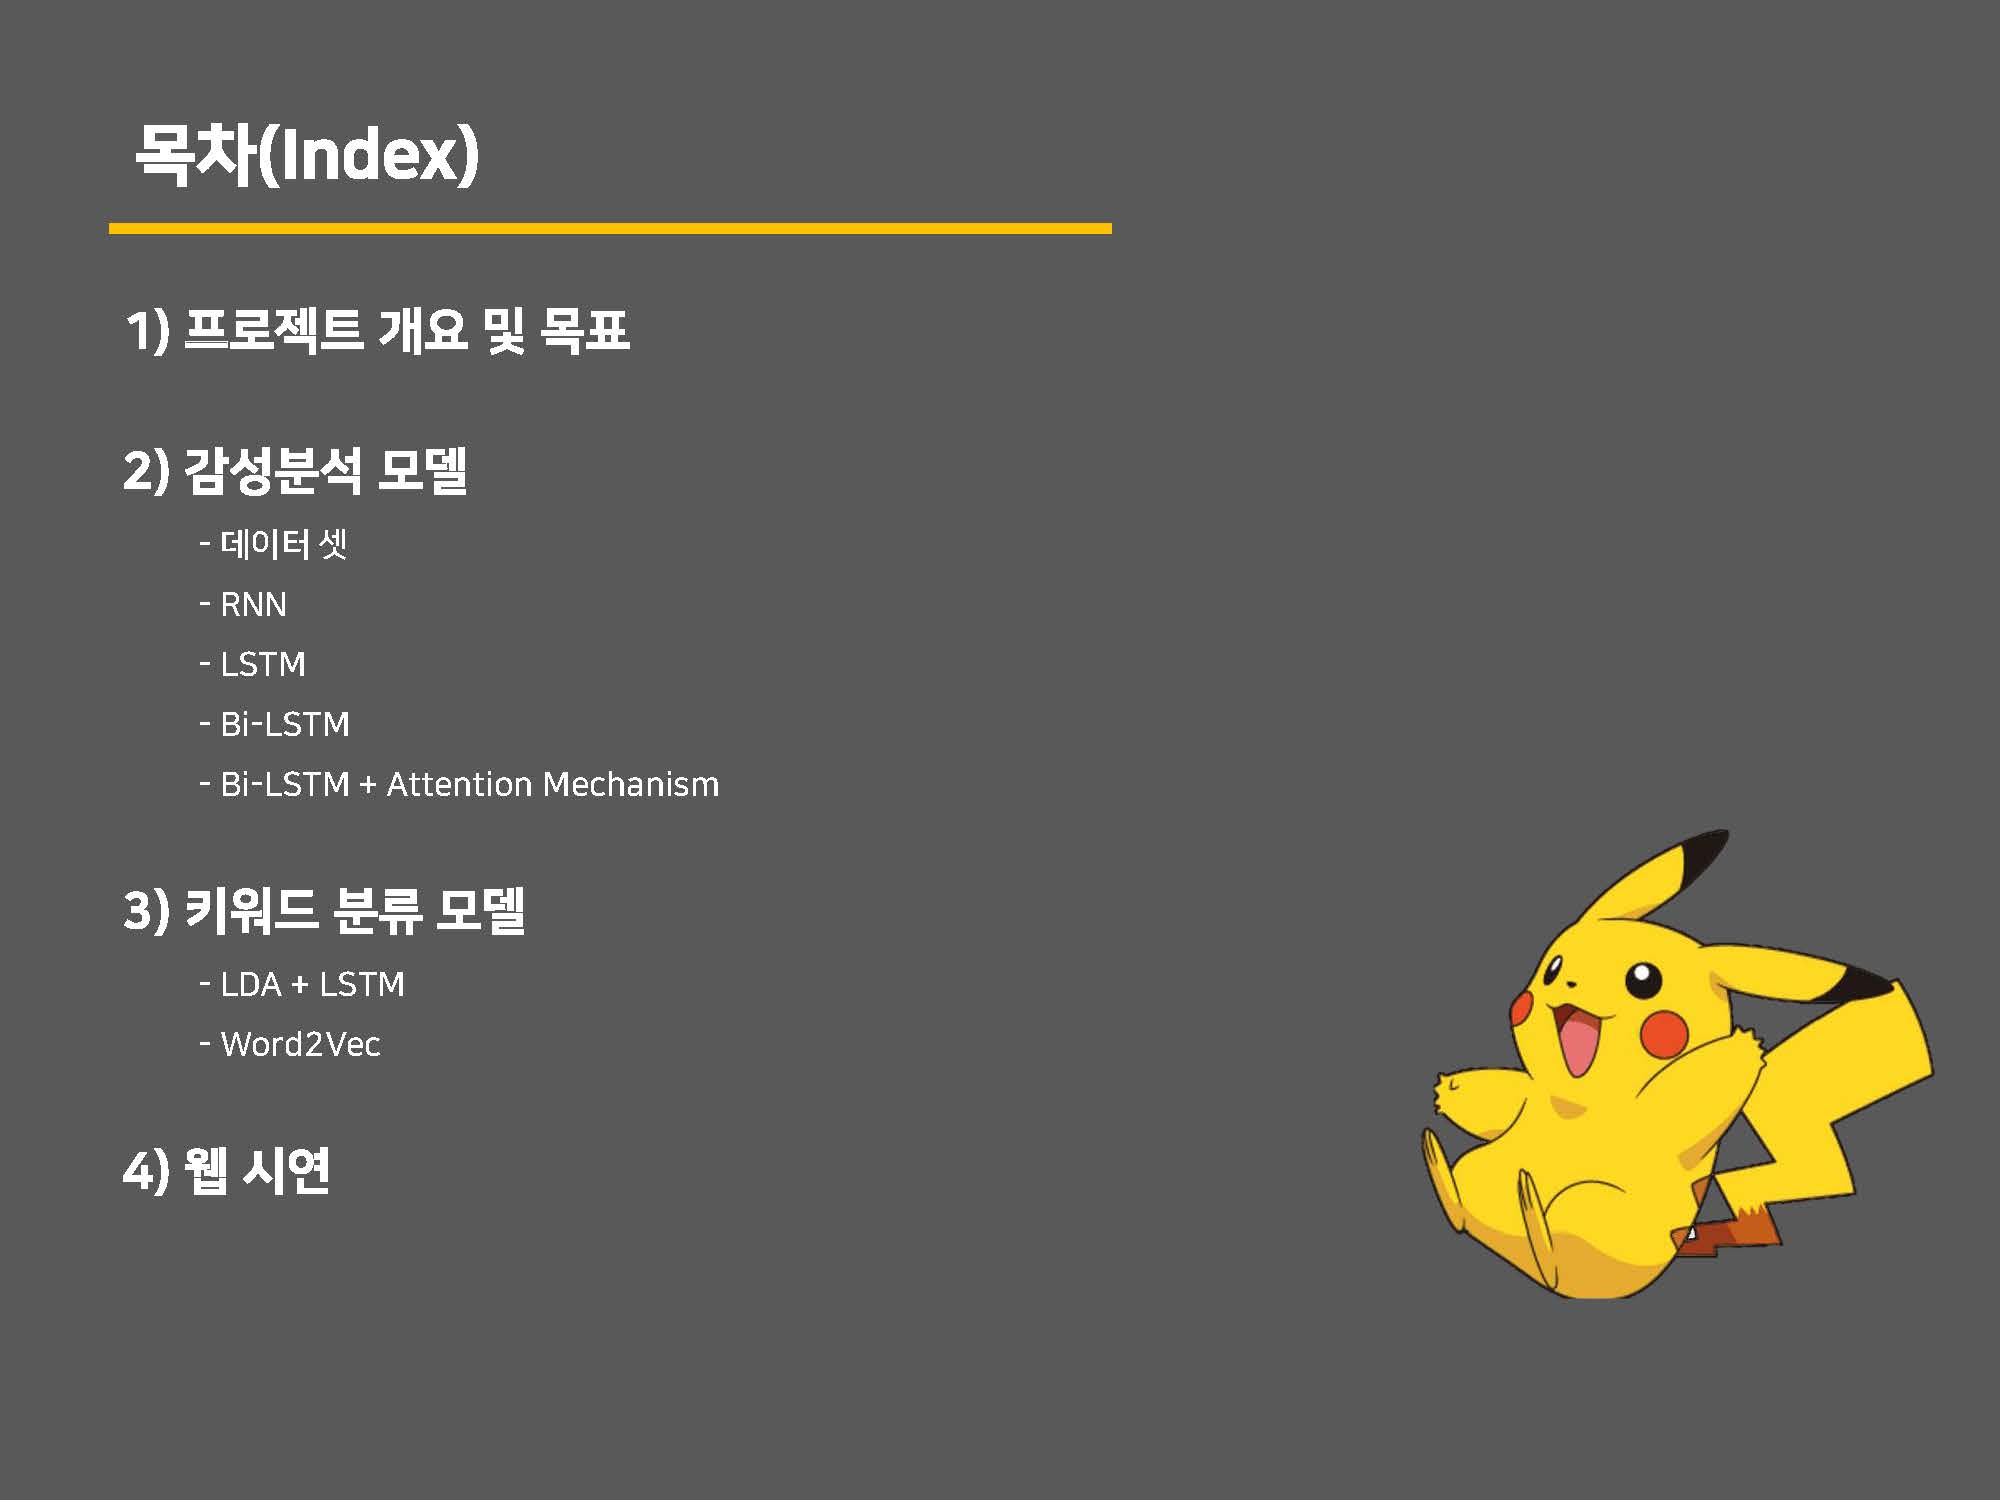 목차(Index)
1) 프로젝트 개요 및 목표
2) 감성분석 모델
- 데이터 셋
- RNN
- LSTM
- Bi-LSTM
- Bi-LSTM + Attention Mechanism
3) 키워드 분류 모델
- LDA + LSTM
- Word2Vec
4) 웹 시연